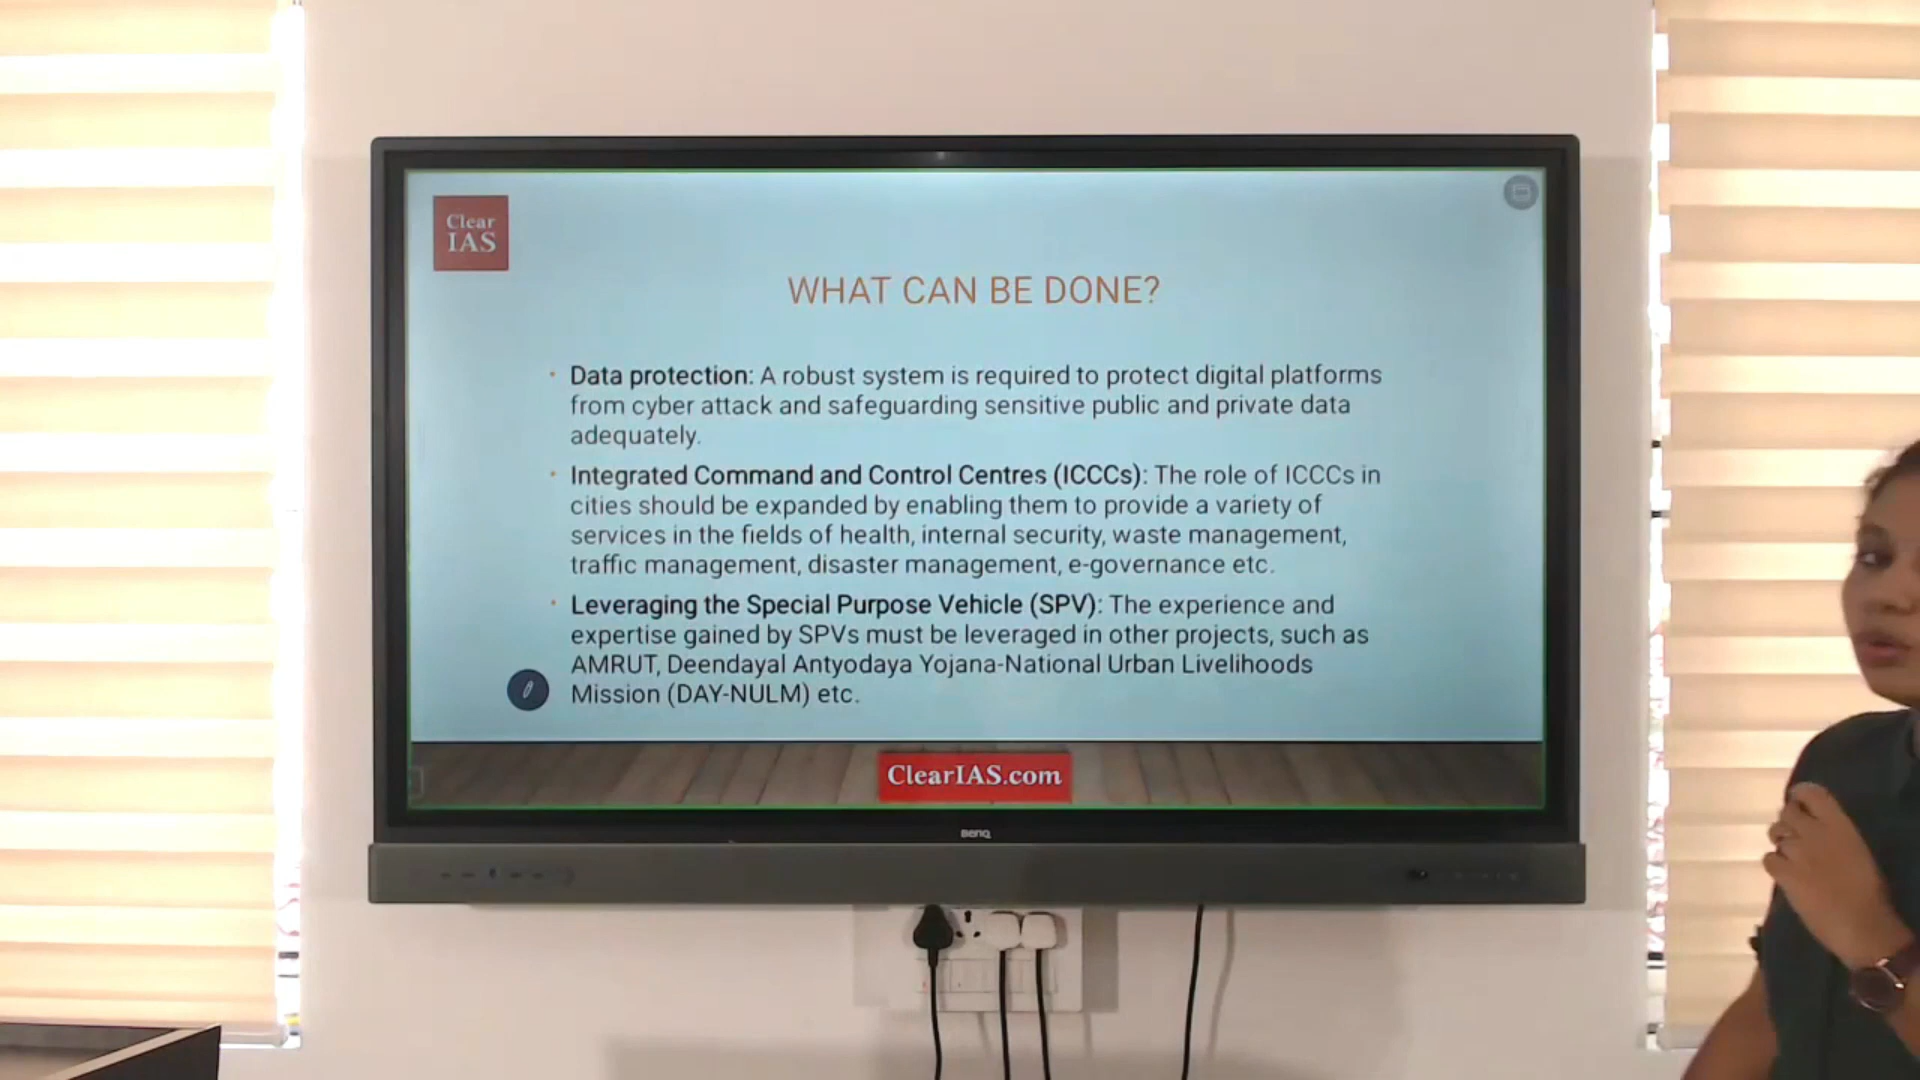 Clear
IAS
WHAT CAN BE DONE?
Data protection: A robust system is required to protect digital platforms
from cyber attack and safeguarding sensitive public and private data
adequately.
Integrated Command and Control Centres (ICCCs): The role of ICCCs in
cities should be expanded by enabling them to provide a variety of
services in the fields of health, internal security, waste management,
traffic management, disaster management, e-governance etc.
Leveraging the Special Purpose Vehicle (SPV): The experience and
expertise gained by SPVs must be leveraged in other projects, such as
AMRUT, Deendayal Antyodaya Yojana-National Urban Livelihoods
Mission (DAY-NULM) etc.
ClearIAS.com
BenQ